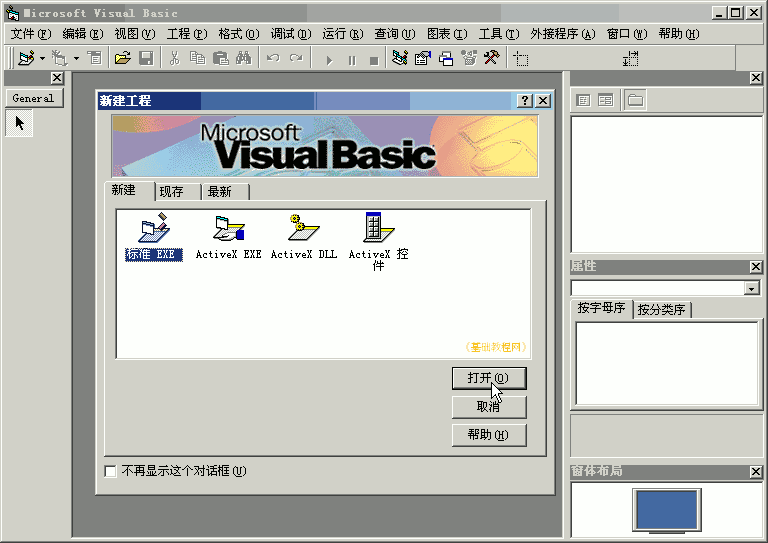 Microsoft Visual Basic
文件(F) 编辑(E) 视图(V) 工程(P) 格式(O) 调试(D) 运行(R) 查询(U) 图表(I) 工具(T) 外接程序(A) 窗口(W) 帮助(H)
General
新建工程
Microsoft
Visual Basic
新建 现存 最新
标准 EXE ActiveX EXE ActiveX DLL ActiveX 控
件
(基础教程网)
打开(O)
取消
帮助(H)
不再显示这个对话框(U)
属性
按字母序 按分类序
窗体布局